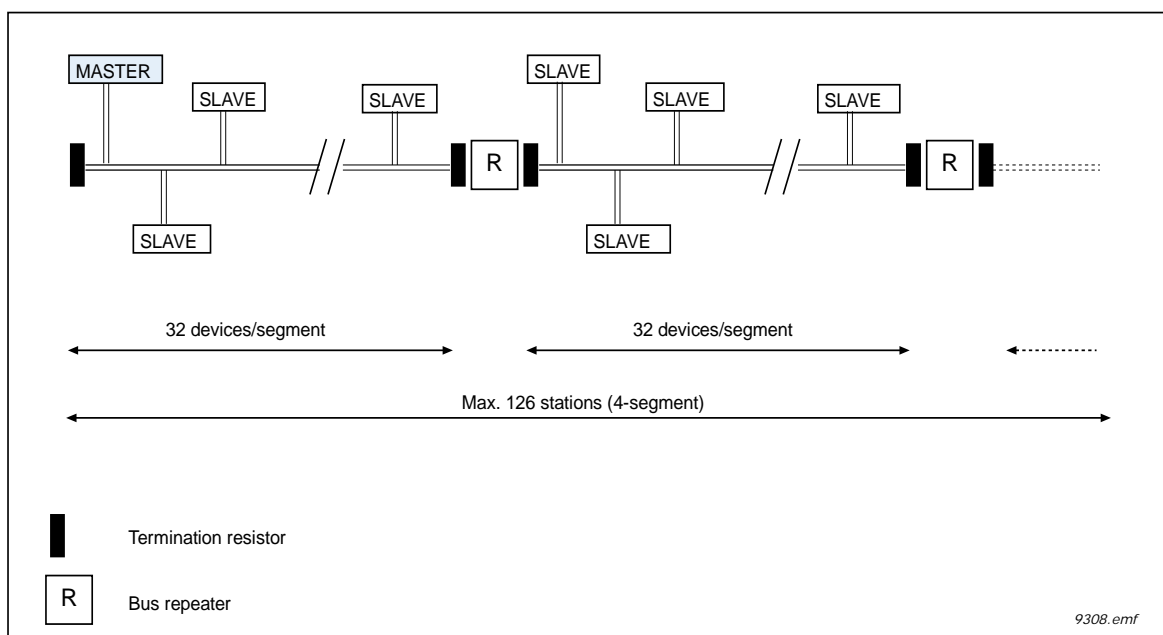 MASTER
SLAVE
SLAVE
SLAVE
SLAVE
SLAVE
SLAVE
R
R
SLAVE
SLAVE
32 devices/segment
32 devices/segment
Max. 126 stations (4-segment)
Termination resistor
R
Bus repeater
9308.emf